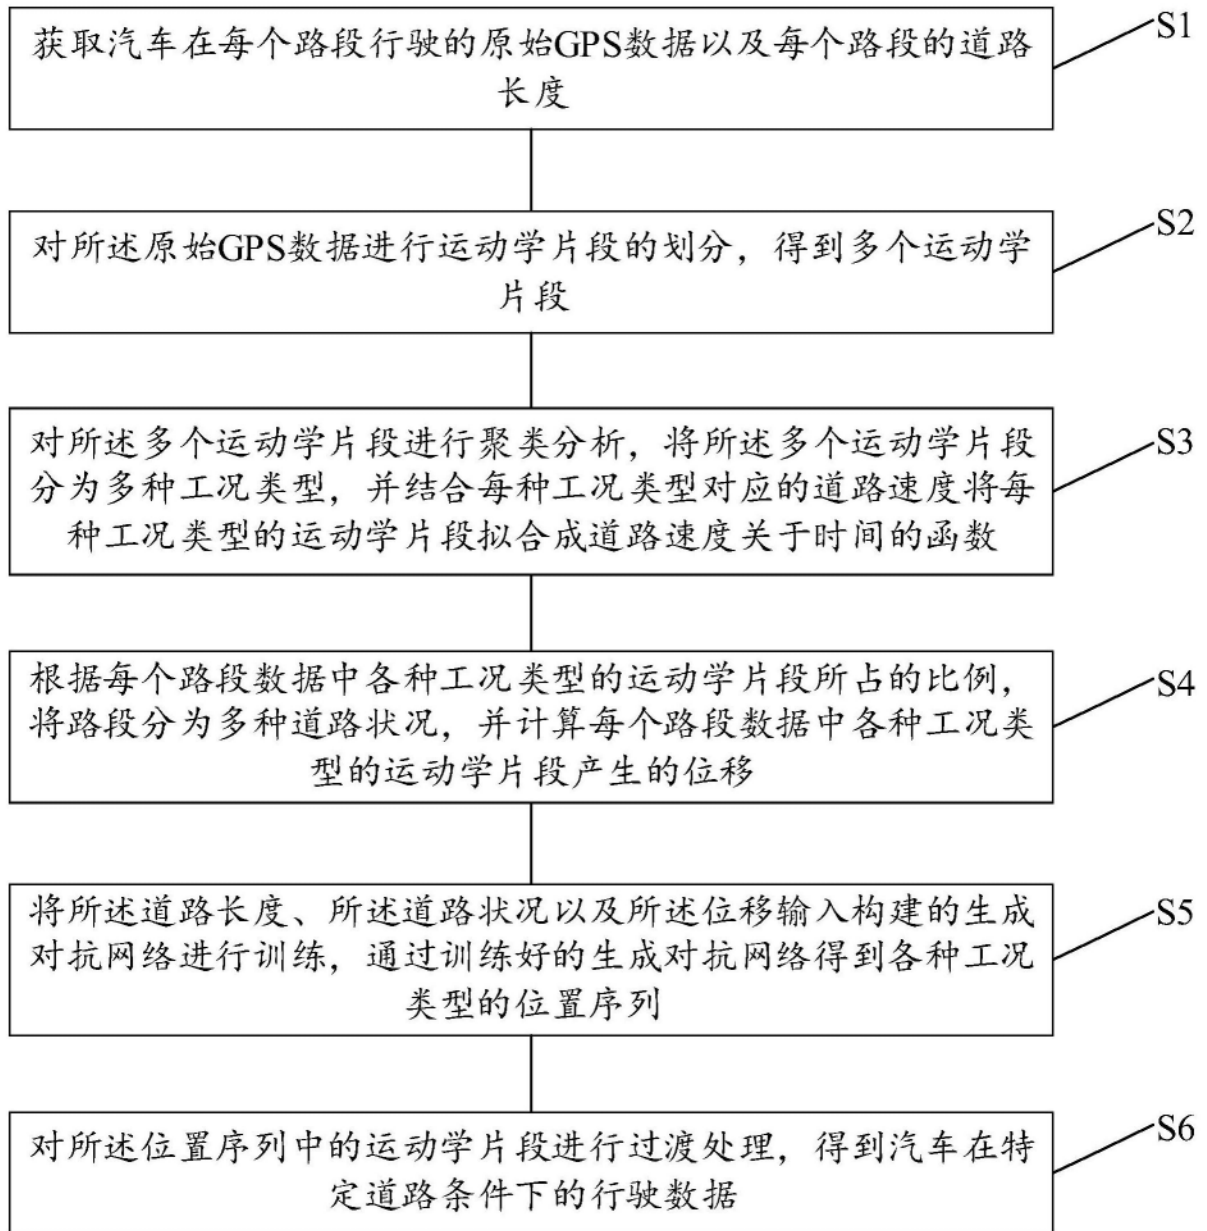 获取汽车在每个路段行驶的原始GPS数据以及每个路段的道路
长度
S1
对所述原始GPS数据进行运动学片段的划分，得到多个运动学
片段
S2
对所述多个运动学片段进行聚类分析，将所述多个运动学片段
分为多种工况类型，并结合每种工况类型对应的道路速度将每
种工况类型的运动学片段拟合成道路速度关于时间的函数
S3
根据每个路段数据中各种工况类型的运动学片段所占的比例，
将路段分为多种道路状况，并计算每个路段数据中各种工况类
型的运动学片段产生的位移
S4
将所述道路长度、所述道路状况以及所述位移输入构建的生成
对抗网络进行训练，通过训练好的生成对抗网络得到各种工况
类型的位置序列
S5
对所述位置序列中的运动学片段进行过渡处理，得到汽车在特
定道路条件下的行驶数据
S6